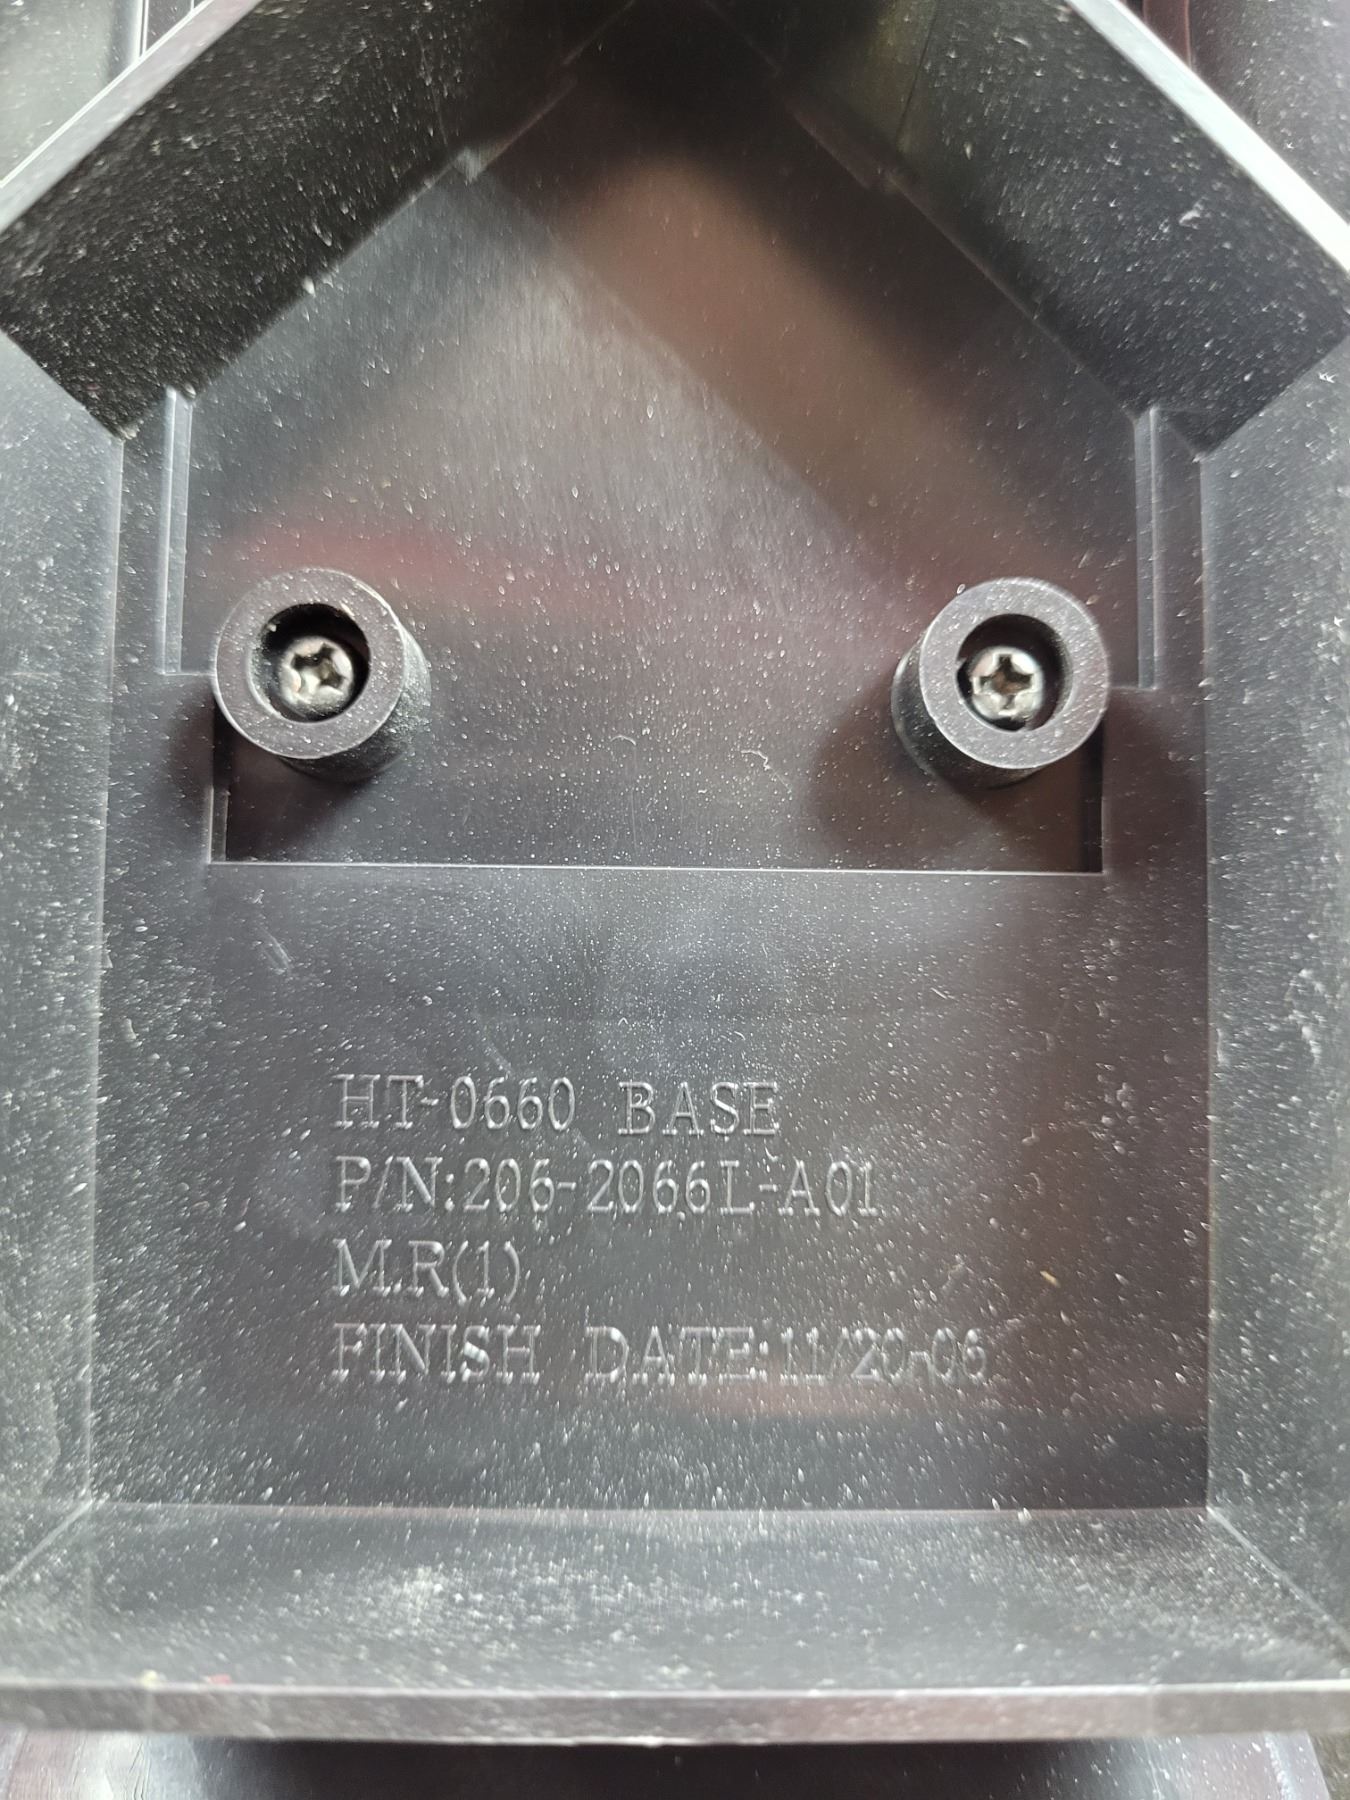 HT-0660 BASE
P/N:206-2066L-A01
M.R(1)
FINISH DATE:11/20-06